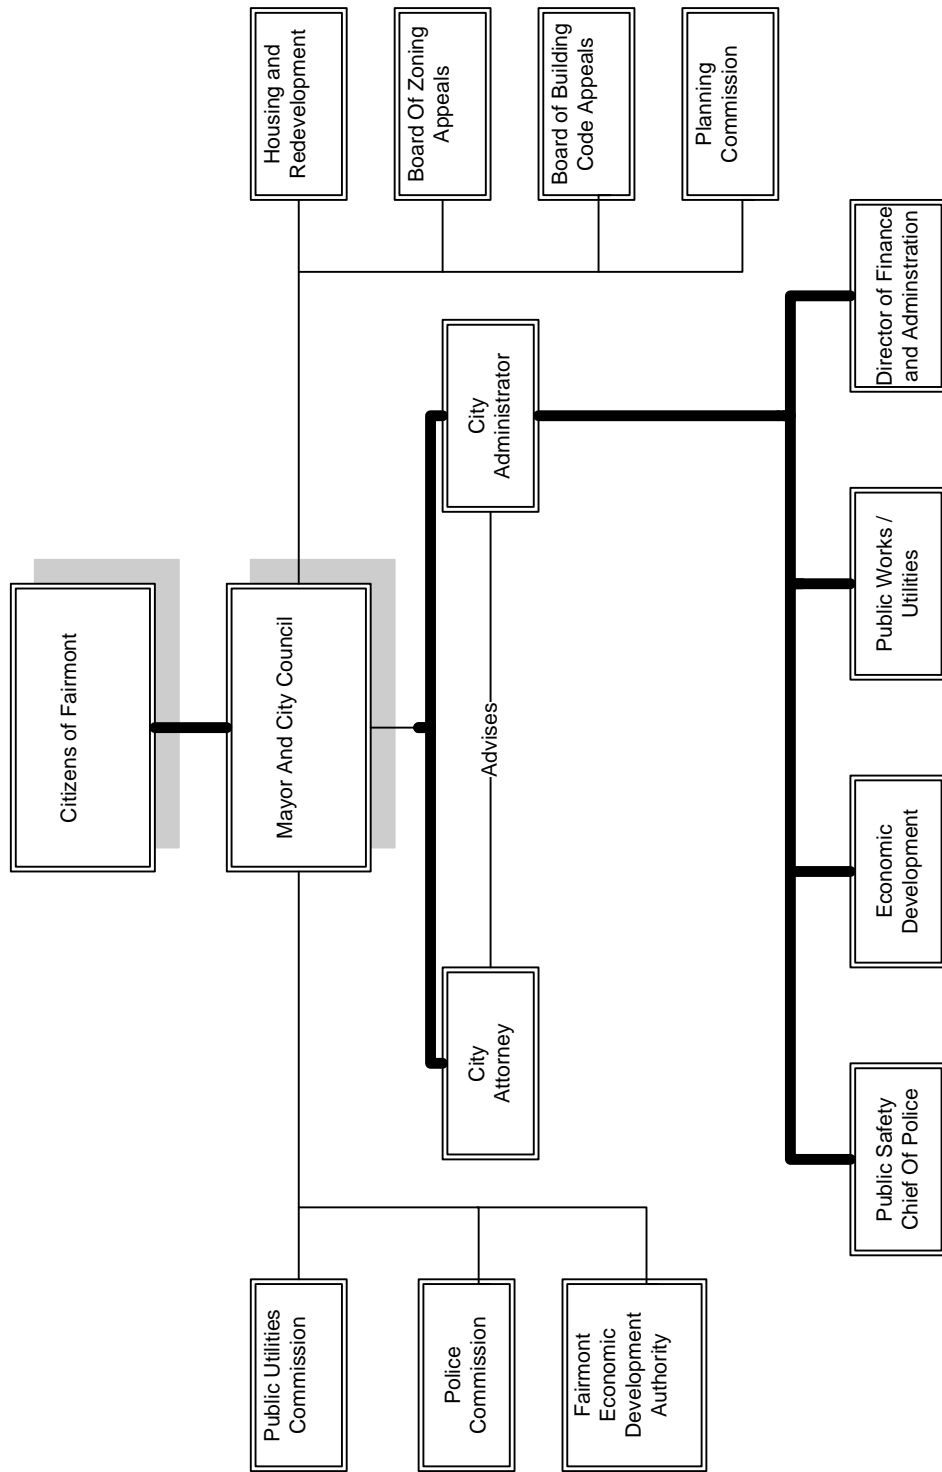 Citizens of Fairmont
Mayor And City Council
Public Utilities
Commission
Police
Commission
Fairmont
Economic
Development
Authority
Housing and
Redevelopment
Board Of Zoning
Appeals
Board of Building
Code Appeals
Planning
Commission
City
Attorney
Advises
City
Administrator
Public Safety
Chief Of Police
Economic
Development
Public Works /
Utilities
Director of Finance
and Adminstration